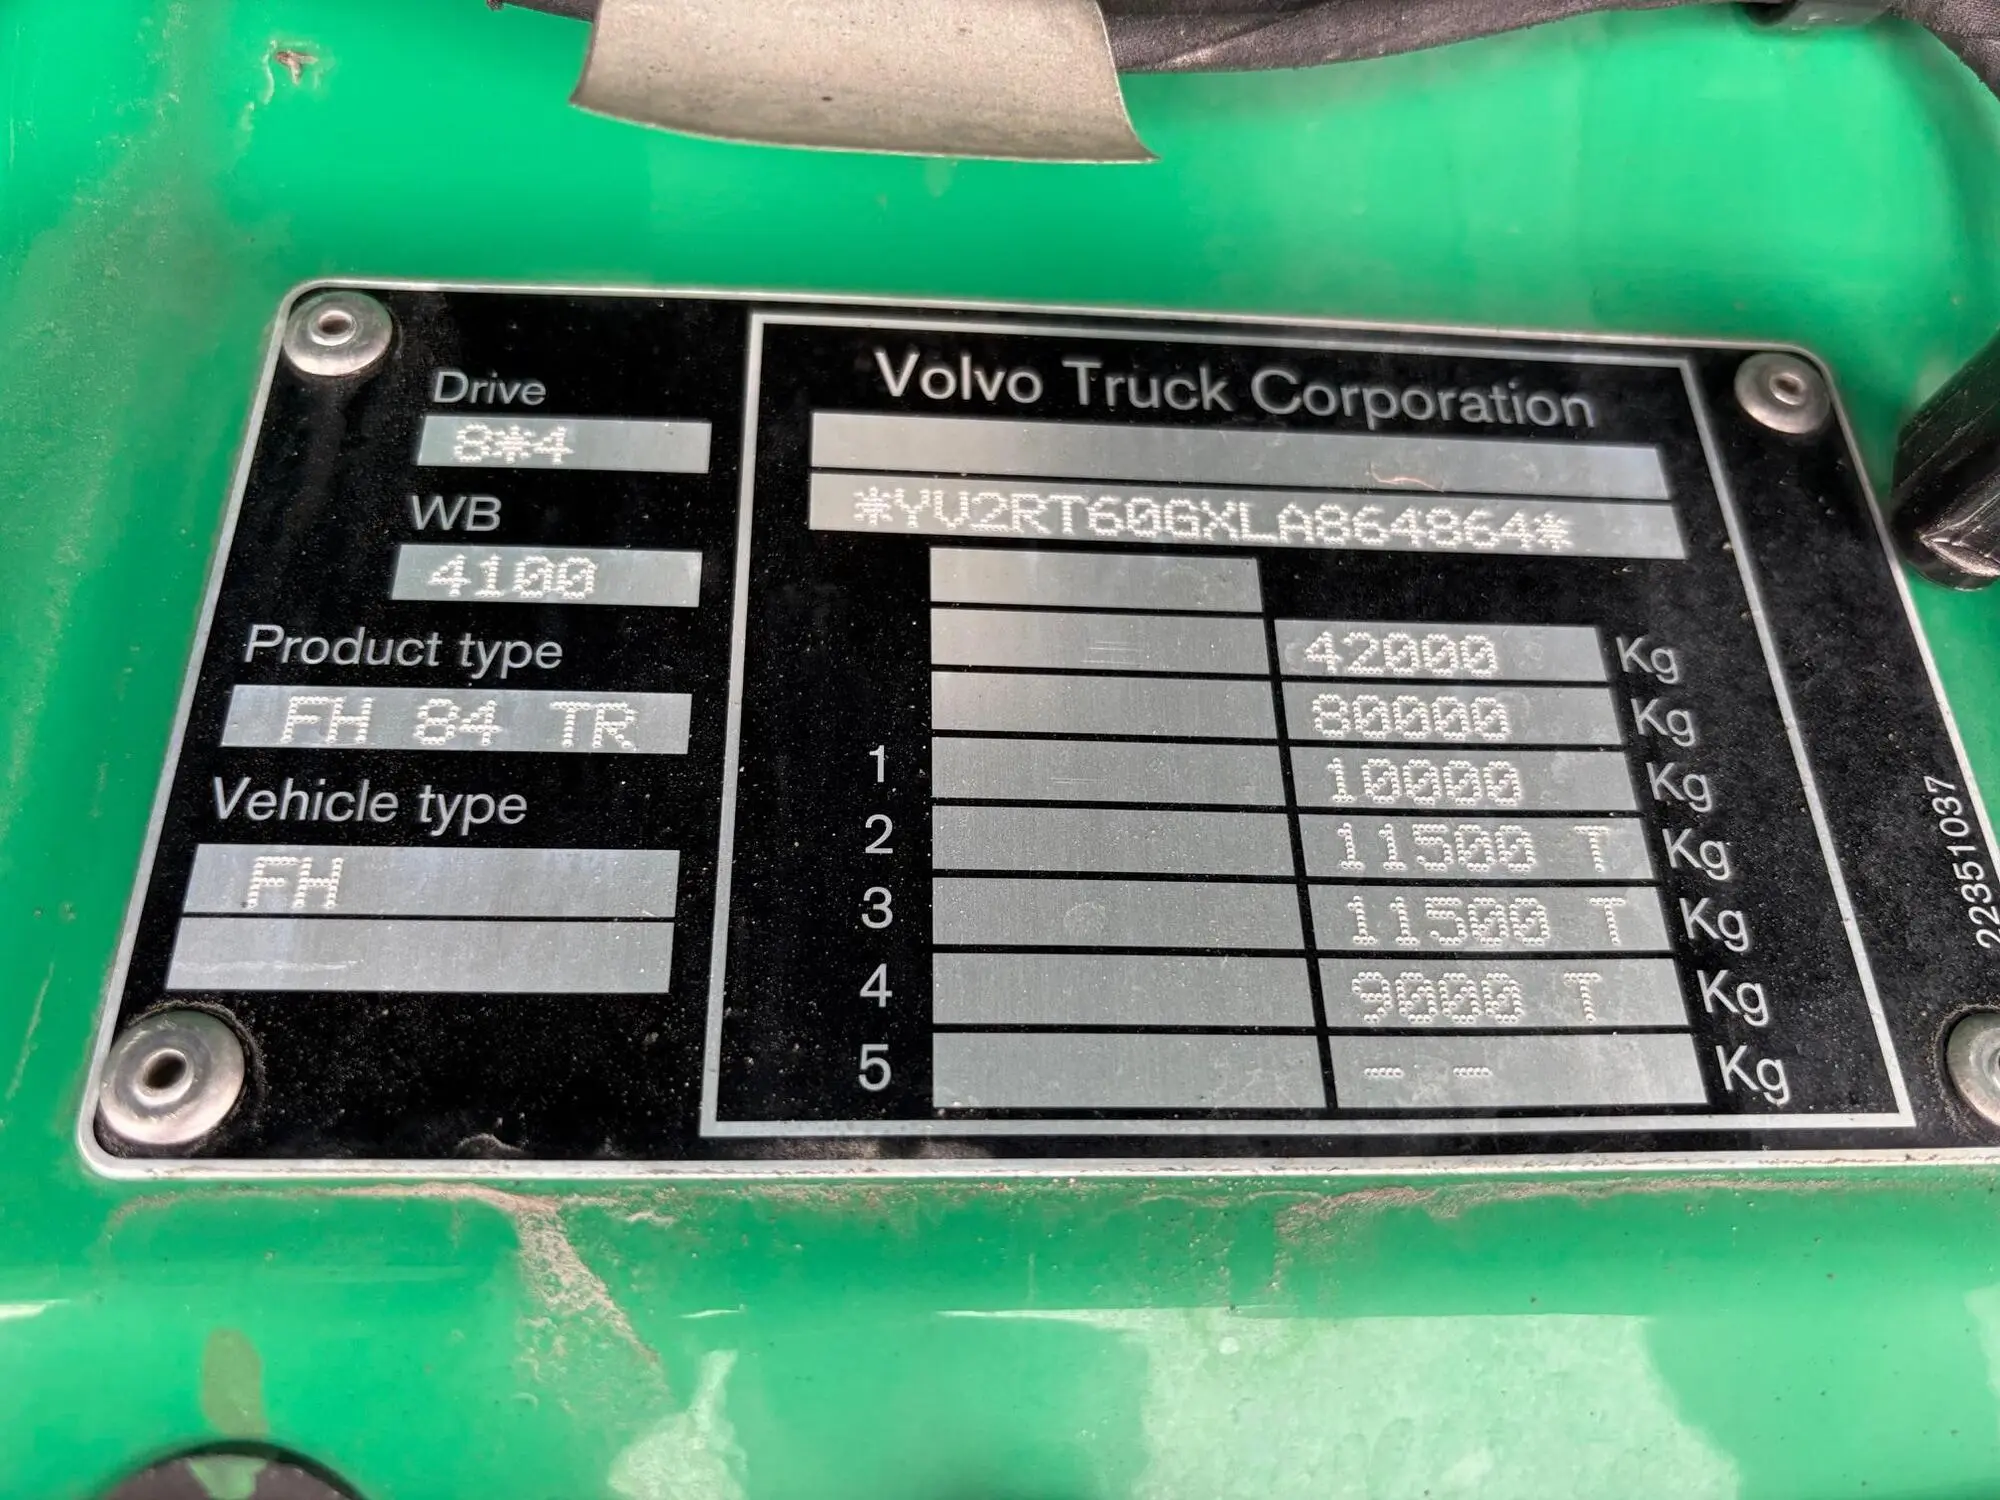 Drive
8*4
WB
4100
Product type
FH 84 TR
Vehicle type
FH
Volvo Truck Corporation
*YV2RT60GXLA864864*
42000 Kg
80000 Kg
1 10000 Kg
2 11500 T Kg
3 11500 T Kg
4 9000 T Kg
5 -- -- Kg
22351037